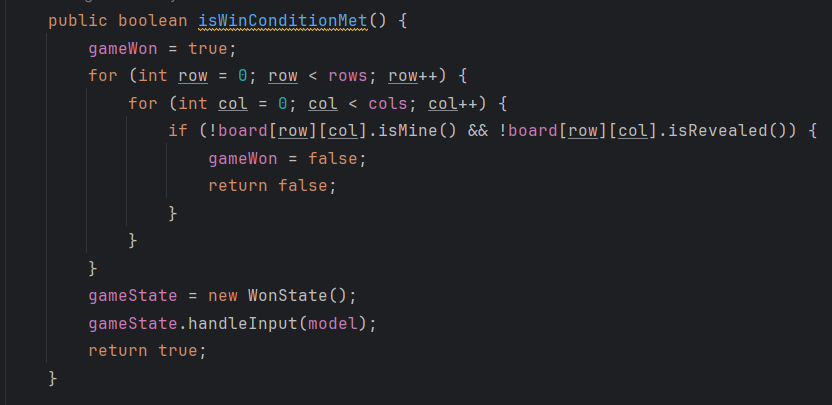 public boolean isWinConditionMet() {
gameWon = true;
for (int row = 0; row < rows; row++) {
for (int col = 0; col < cols; col++) {
if (!board[row][col].isMine() && !board[row][col].isRevealed()) {
gameWon = false;
return false;
}
}
}
gameState = new WonState();
gameState.handleInput(model);
return true;
}